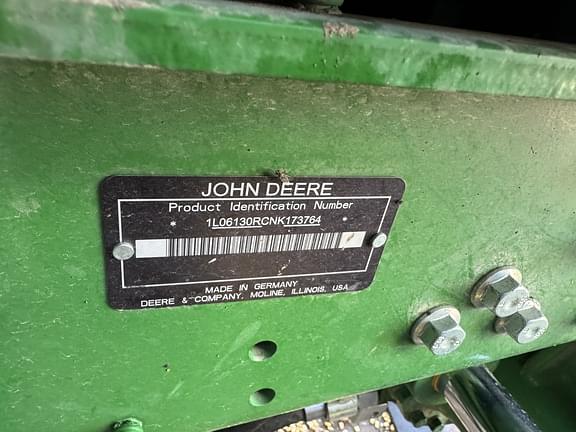 JOHN DEERE
Product Identification Number
* 1L06130RCNK173764 *
MADE IN GERMANY
DEERE & COMPANY, MOLINE, ILLINOIS, USA